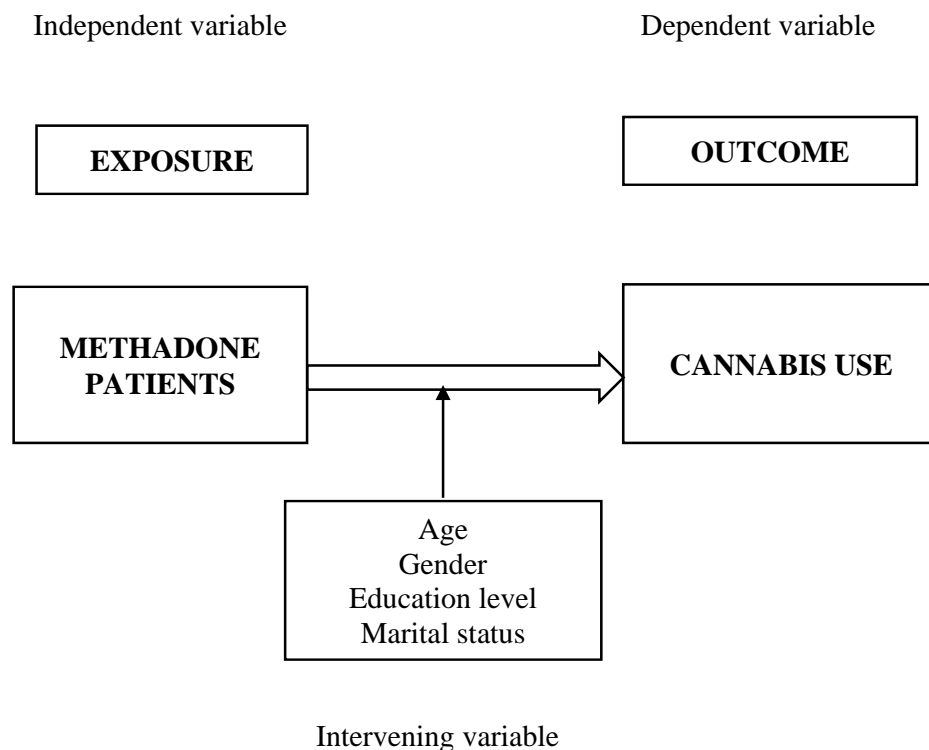 Independent variable
Dependent variable
EXPOSURE
OUTCOME
METHADONE
PATIENTS
CANNABIS USE
Age
Gender
Education level
Marital status
Intervening variable